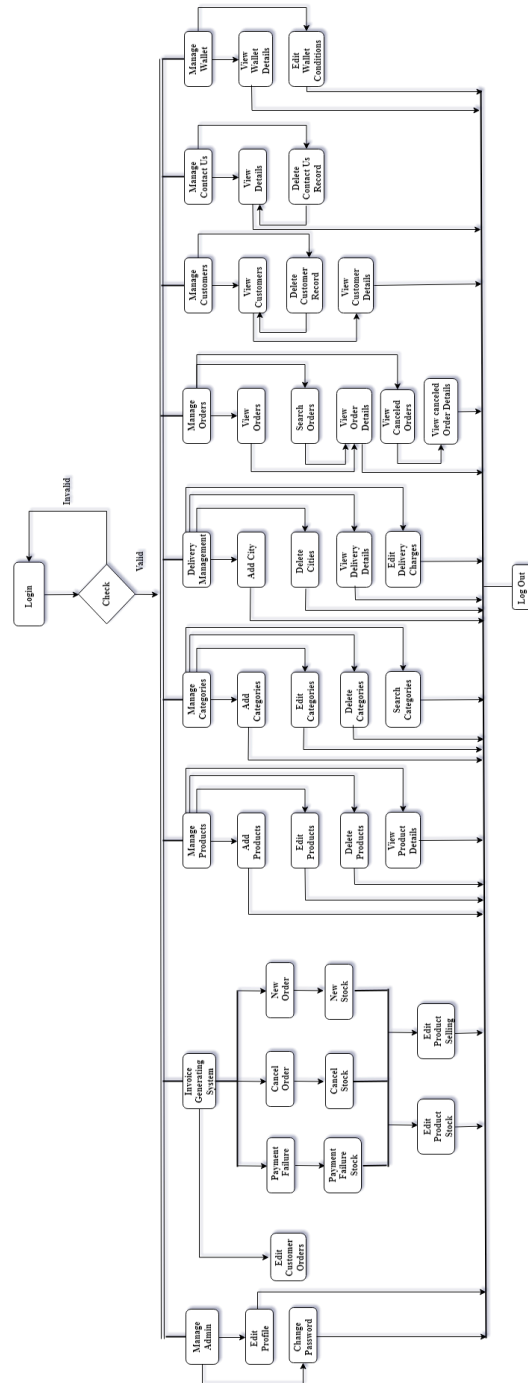 Login
Invalid
Check
Valid
Manage
Admin
Edit
Profile
Change
Password
Invoice
Generating
System
Edit
Customer
Orders
Payment
Failure
Cancel
Order
New
Order
Payment
Failure
Stock
Cancel
Stock
New
Stock
Edit
Product
Stock
Edit
Product
Selling
Manage
Products
Add
Products
Edit
Products
Delete
Products
View
Product
Details
Manage
Categories
Add
Categories
Edit
Categories
Delete
Categories
Search
Categories
Delivery
Management
Add City
Delete
Cities
View
Delivery
Details
Edit
Delivery
Charges
Manage
Orders
View
Orders
Search
Orders
View
Order
Details
View
Canceled
Orders
View canceled
Order Details
Manage
Customers
View
Customers
Delete
Customer
Record
View
Customer
Details
Manage
Contact Us
View
Details
Delete
Contact Us
Record
Manage
Wallet
View
Wallet
Details
Edit
Wallet
Conditions
Log Out